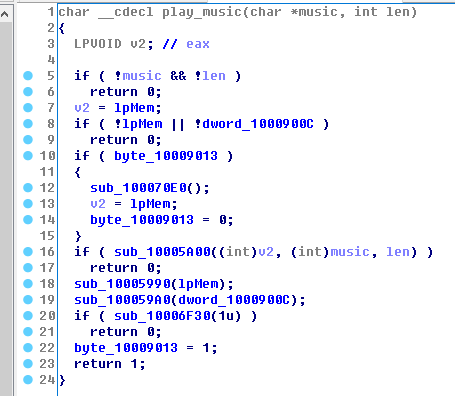 1 char __cdecl play_music(char *music, int len)
2 {
3 LPVOID v2; // eax
4
5 if ( !music && !len )
6 return 0;
7 v2 = lpMem;
8 if ( !lpMem || !dword_1000900C )
9 return 0;
10 if ( byte_10009013 )
11 {
12 sub_100070E0();
13 v2 = lpMem;
14 byte_10009013 = 0;
15 }
16 if ( sub_10005A00((int)v2, (int)music, len) )
17 return 0;
18 sub_10005990(lpMem);
19 sub_100059A0(dword_1000900C);
20 if ( sub_10006F30(1u) )
21 return 0;
22 byte_10009013 = 1;
23 return 1;
24 }